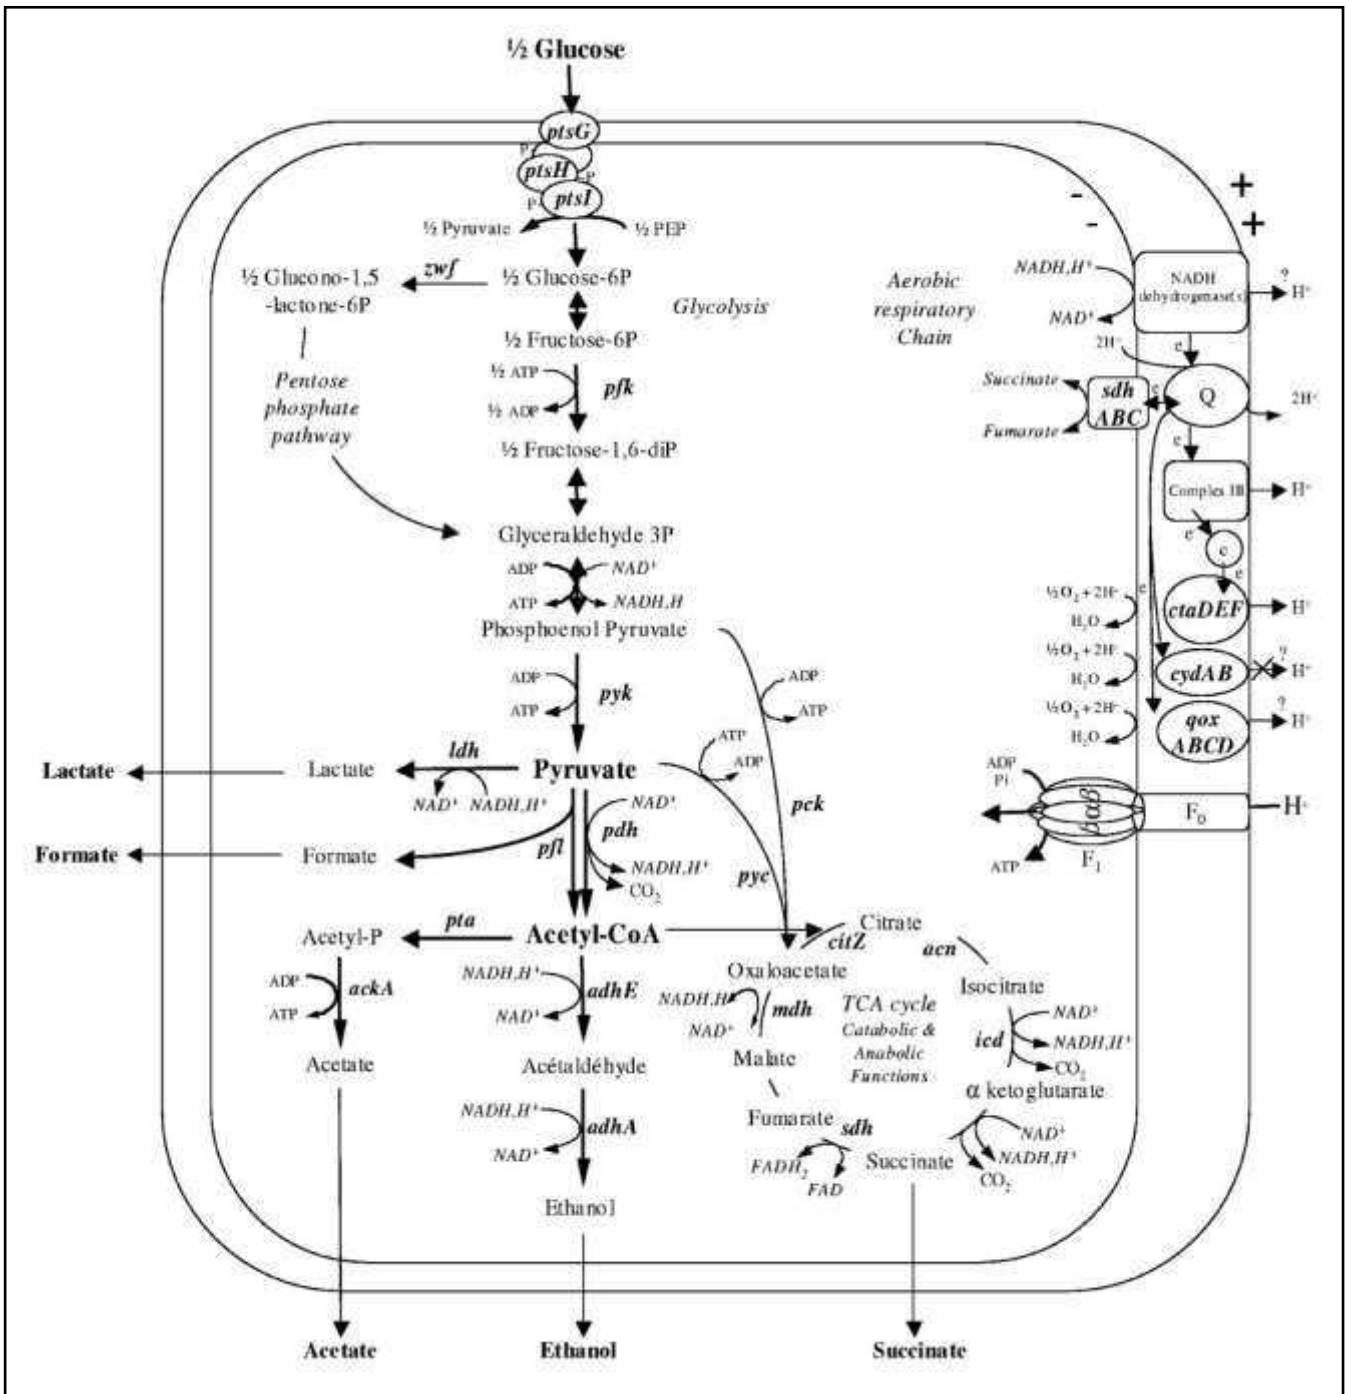 ½ Glucose
ptsG
P
ptsH
P
P
ptsI
½ Pyruvate
½ PEP
½ Glucono-1,5
-lactone-6P
zwf
½ Glucose-6P
Glycolysis
½ Fructose-6P
Pentose
phosphate
pathway
½ ATP
½ ADP
pfk
½ Fructose-1,6-diP
Glyceraldehyde 3P
ADP
NAD⁺
ATP
NADH,H
Phosphoenol Pyruvate
ADP
ATP
pyk
ADP
ATP
pck
Lactate
Lactate
ldh
NAD⁺
NADH,H⁺
Pyruvate
ATP
ADP
pyc
Formate
Formate
pfl
pdh
NAD⁺
NADH,H⁺
CO₂
Acetyl-P
pta
Acetyl-CoA
ADP
ATP
ackA
Acetate
NADH,H⁺
NAD⁺
adhE
Acétaldéhyde
NADH,H⁺
NAD⁺
adhA
Ethanol
citZ
Citrate
acn
Isocitrate
NAD⁺
icd
NADH,H⁺
CO₂
α ketoglutarate
NAD⁺
NADH,H⁺
CO₂
Succinate
sdh
FADH₂
FAD
Fumarate
Malate
mdh
NADH,H
NAD⁺
Oxaloacetate
TCA cycle
Catabolic &
Anabolic
Functions
Acetate
Ethanol
Succinate
-
-
+
+
Aerobic
respiratory
Chain
NADH,H⁺
NAD⁺
NADH
dehydrogenase(s)
?
H⁺
2H⁺
e
Q
2H⁺
Succinate
Fumarate
sdh
ABC
e
e
Complex III
H⁺
e
c
e
e
½O₂ + 2H⁺
H₂O
ctaDEF
H⁺
½O₂ + 2H⁺
H₂O
cydAB
?
H⁺
½O₂ + 2H⁺
H₂O
qox
ABCD
?
H⁺
ADP
Pi
ATP
β α β
F₁
F₀
H⁺